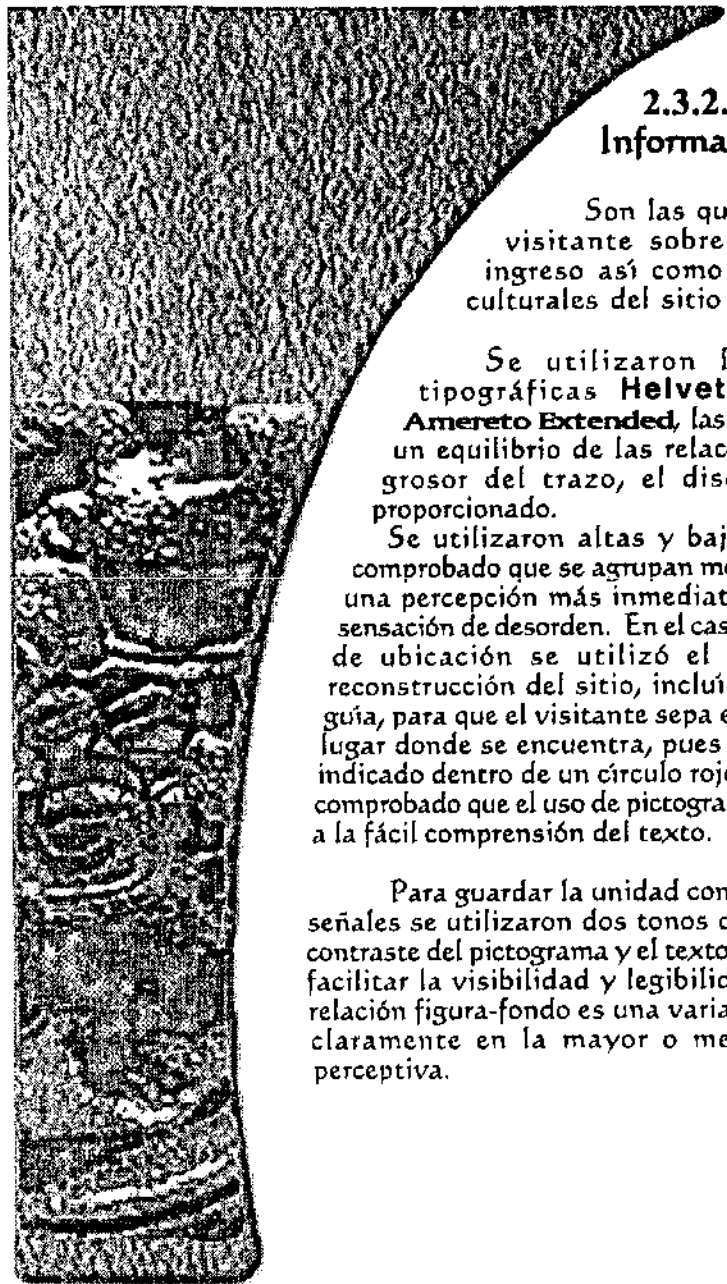 2.3.2.
Informa
Son las qu
visitante sobre
ingreso así como
culturales del sitio
Se utilizaron l
tipográficas Helvet
Amereto Extended, las
un equilibrio de las relac
grosor del trazo, el dis
proporcionado.
Se utilizaron altas y baj
comprobado que se agrupan m
una percepción más inmediat
sensación de desorden. En el cas
de ubicación se utilizó el
reconstrucción del sitio, incluí
guía, para que el visitante sepa e
lugar donde se encuentra, pues
indicado dentro de un círculo roj
comprobado que el uso de pictogra
a la fácil comprensión del texto.
Para guardar la unidad con
señales se utilizaron dos tonos
contraste del pictograma y el texto
facilitar la visibilidad y legibili
relación figura-fondo es una varia
claramente en la mayor o me
perceptiva.